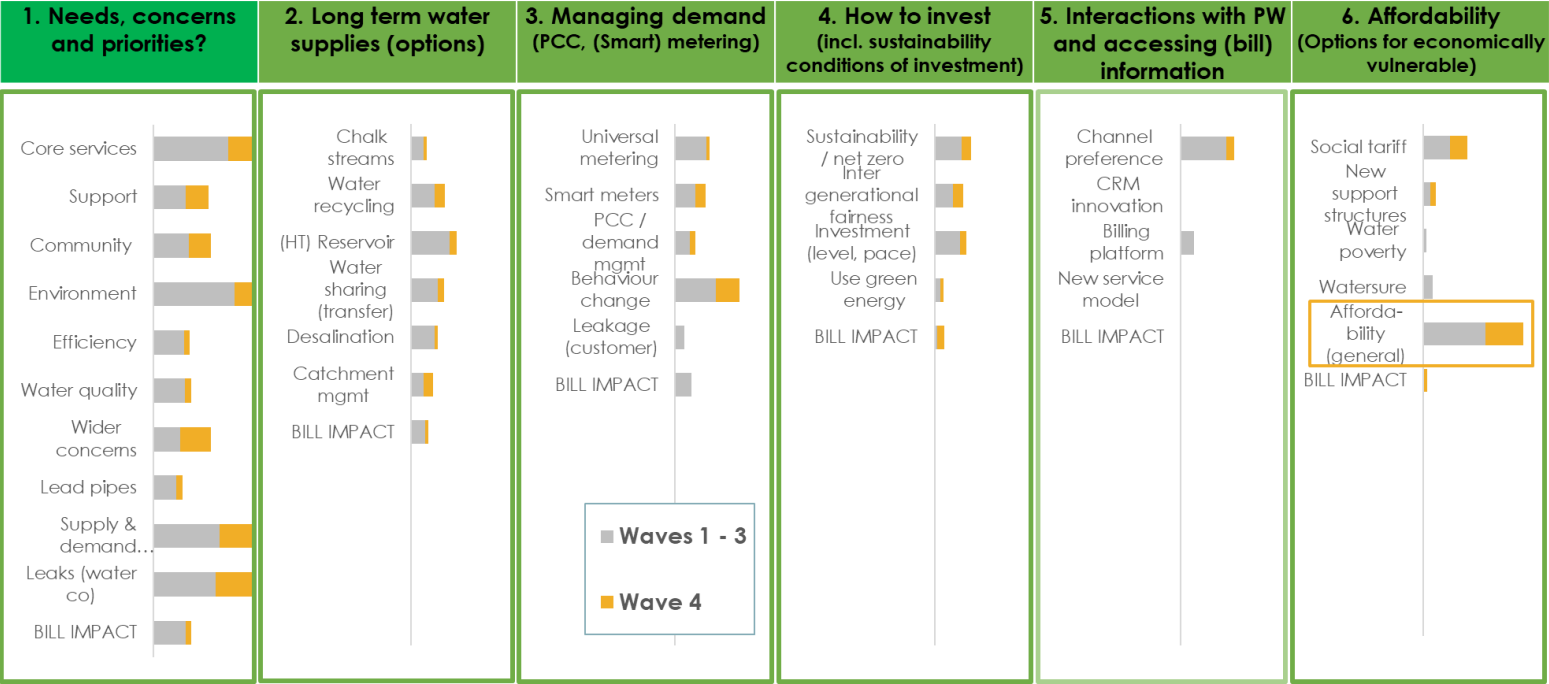 1. Needs, concerns
and priorities?
2. Long term water
supplies (options)
3. Managing demand
(PCC, (Smart) metering)
4. How to invest
(incl. sustainability
conditions of investment)
5. Interactions with PW
and accessing (bill)
information
6. Affordability
(Options for economically
vulnerable)
Core services
Support
Community
Environment
Efficiency
Water quality
Wider
concerns
Lead pipes
Supply &
demand...
Leaks (water
co)
BILL IMPACT
Chalk
streams
Water
recycling
(HT) Reservoir
Water
sharing
(transfer)
Desalination
Catchment
mgmt
BILL IMPACT
Universal
metering
Smart meters
PCC /
demand
mgmt
Behaviour
change
Leakage
(customer)
BILL IMPACT
Waves 1 - 3
Wave 4
Sustainability
/ net zero
Inter
generational
fairness
Investment
(level, pace)
Use green
energy
BILL IMPACT
Channel
preference
CRM
innovation
Billing
platform
New service
model
BILL IMPACT
Social tariff
New
support
structures
Water
poverty
Watersure
Afforda-
bility
(general)
BILL IMPACT